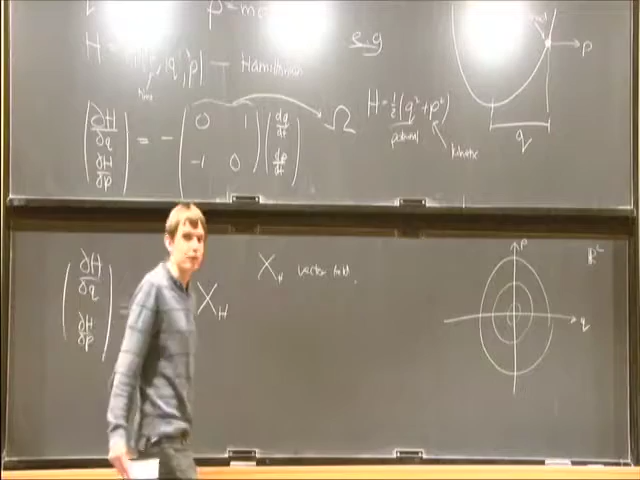 p = m
H = |q|p| - Hamiltonian
time
e.g
p
q
∂H/∂q
∂H/∂p
= -
0 1
-1 0
dq/dt
dp/dt
Ω
H = 1/2 (q² + p²)
potential
kinetic
∂H/∂q
∂H/∂p
X_H
X_H vector field.
p
q
ℝ²